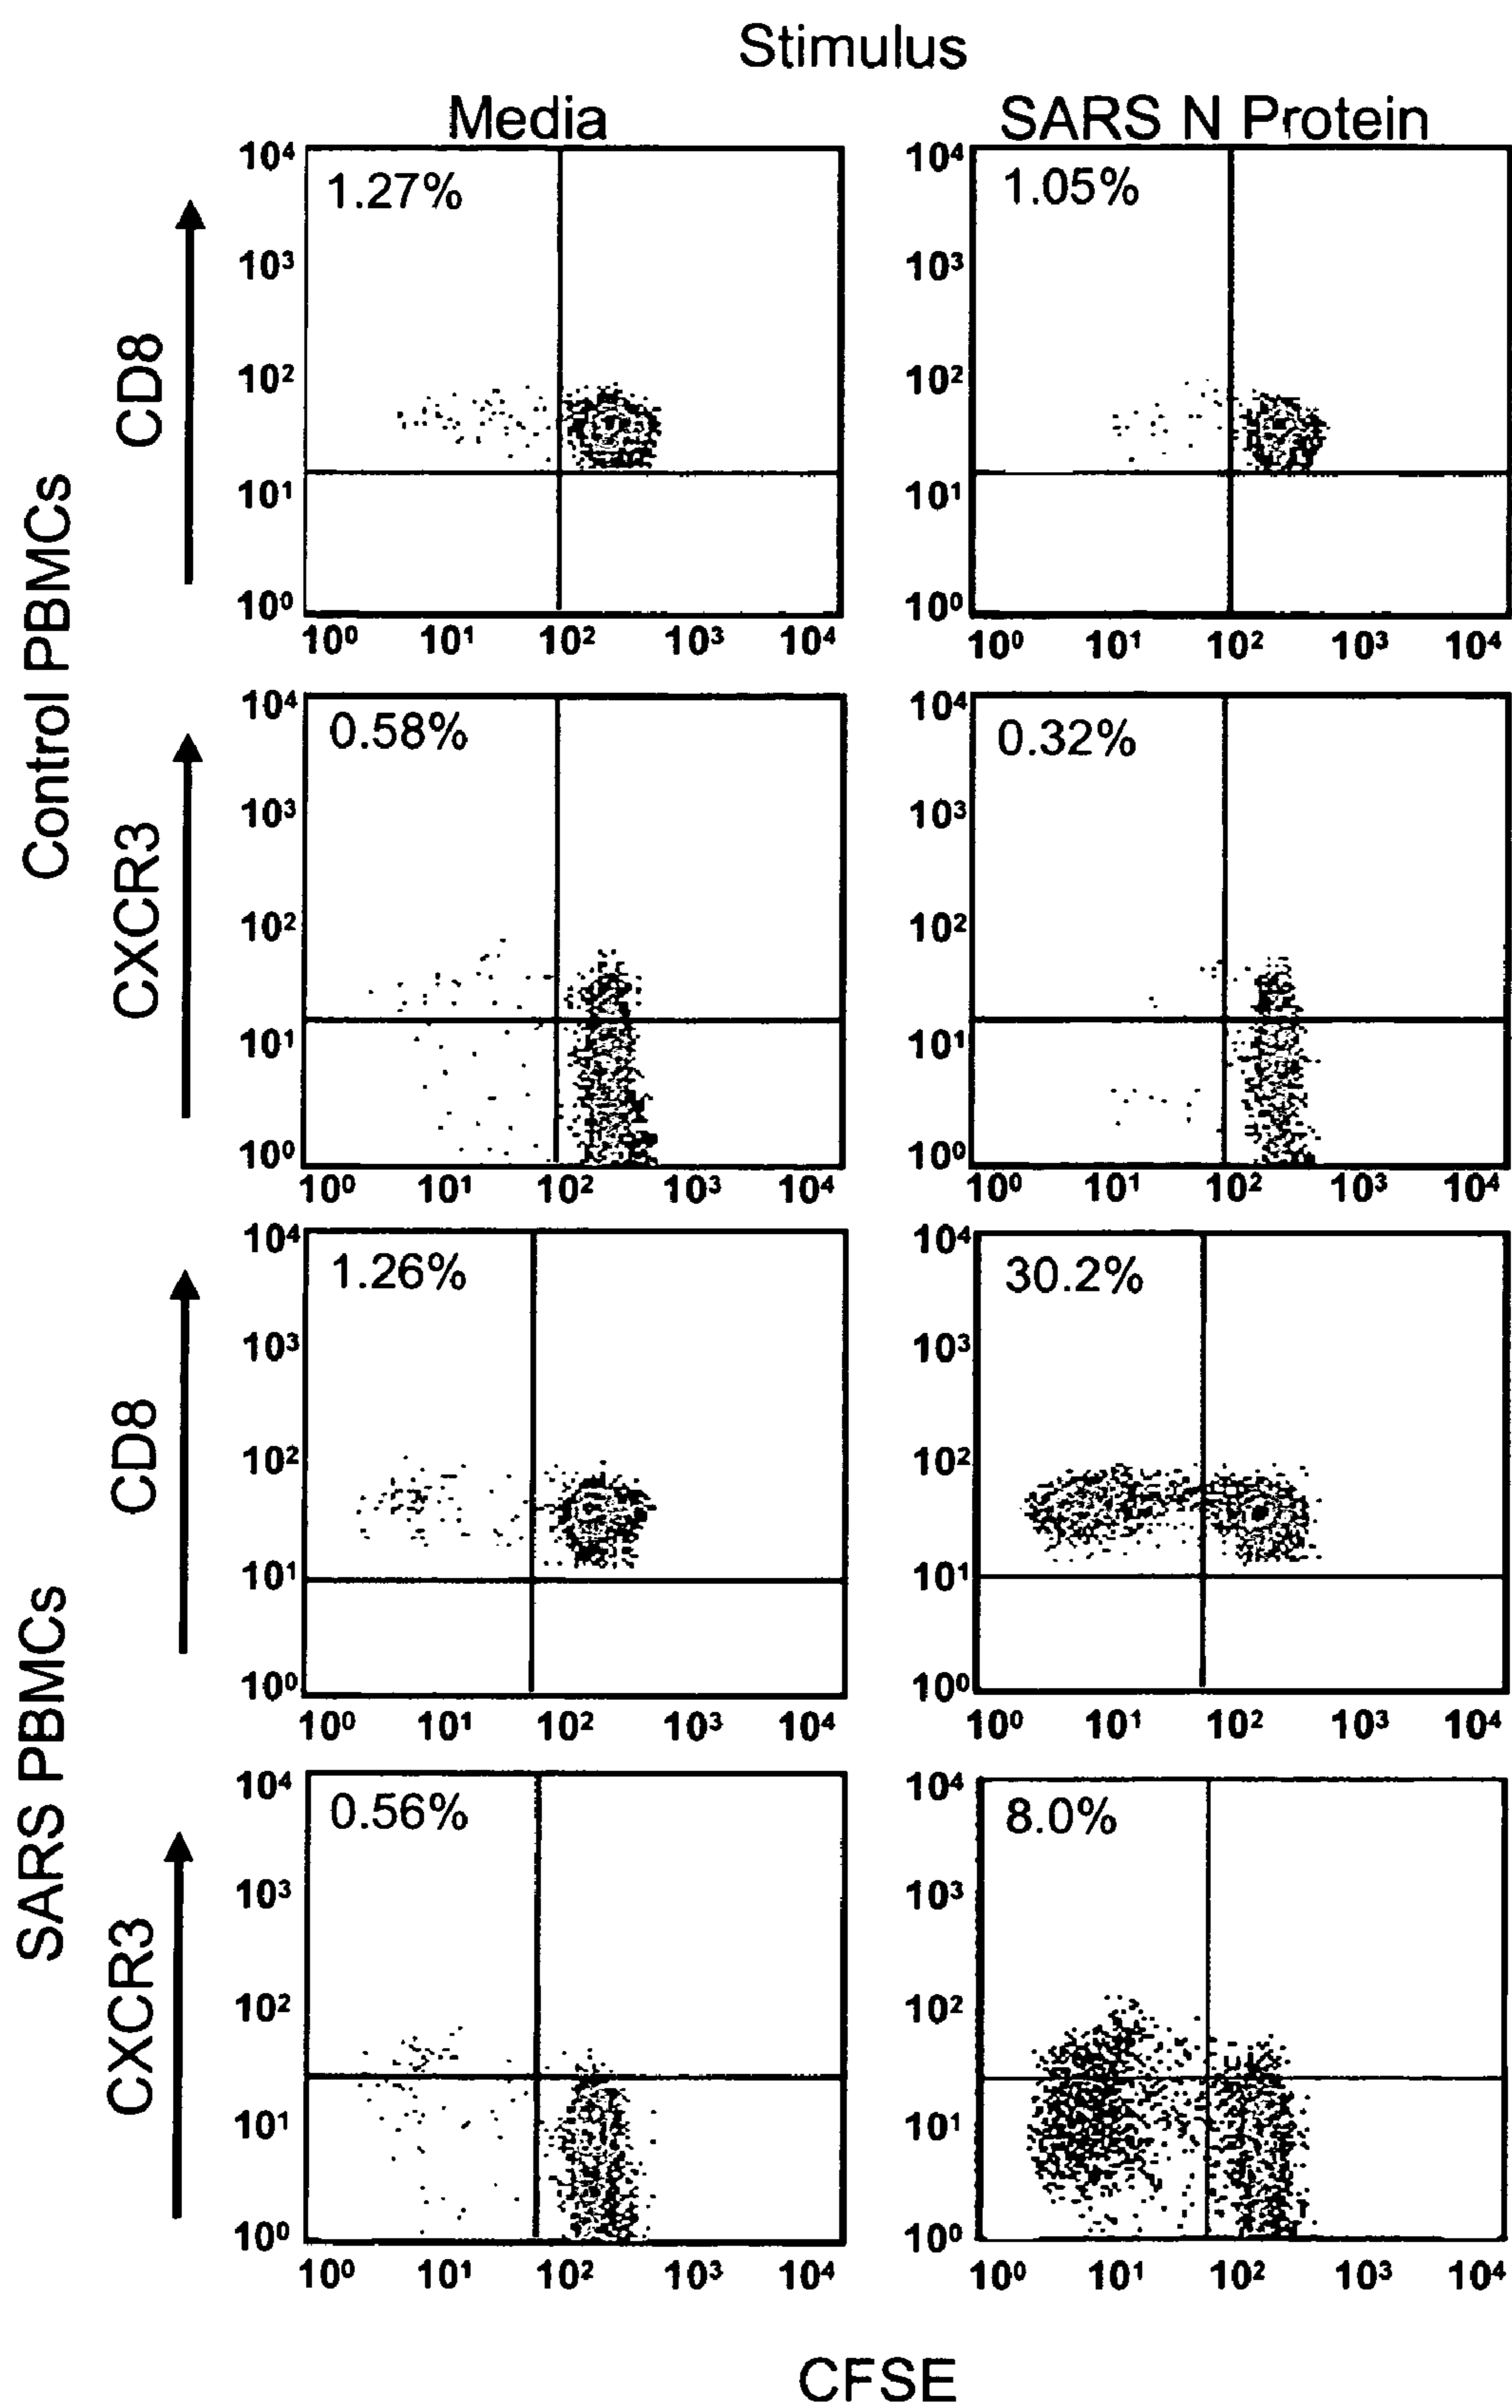 Stimulus
Media
SARS N Protein
Control PBMCs
CD8
10⁴
10³
10²
10¹
10⁰
1.27%
10⁰ 10¹ 10² 10³ 10⁴
10⁴
10³
10²
10¹
10⁰
1.05%
10⁰ 10¹ 10² 10³ 10⁴
CXCR3
10⁴
10³
10²
10¹
10⁰
0.58%
10⁰ 10¹ 10² 10³ 10⁴
10⁴
10³
10²
10¹
10⁰
0.32%
10⁰ 10¹ 10² 10³ 10⁴
SARS PBMCs
CD8
10⁴
10³
10²
10¹
10⁰
1.26%
10⁰ 10¹ 10² 10³ 10⁴
10⁴
10³
10²
10¹
10⁰
30.2%
10⁰ 10¹ 10² 10³ 10⁴
CXCR3
10⁴
10³
10²
10¹
10⁰
0.56%
10⁰ 10¹ 10² 10³ 10⁴
10⁴
10³
10²
10¹
10⁰
8.0%
10⁰ 10¹ 10² 10³ 10⁴
CFSE